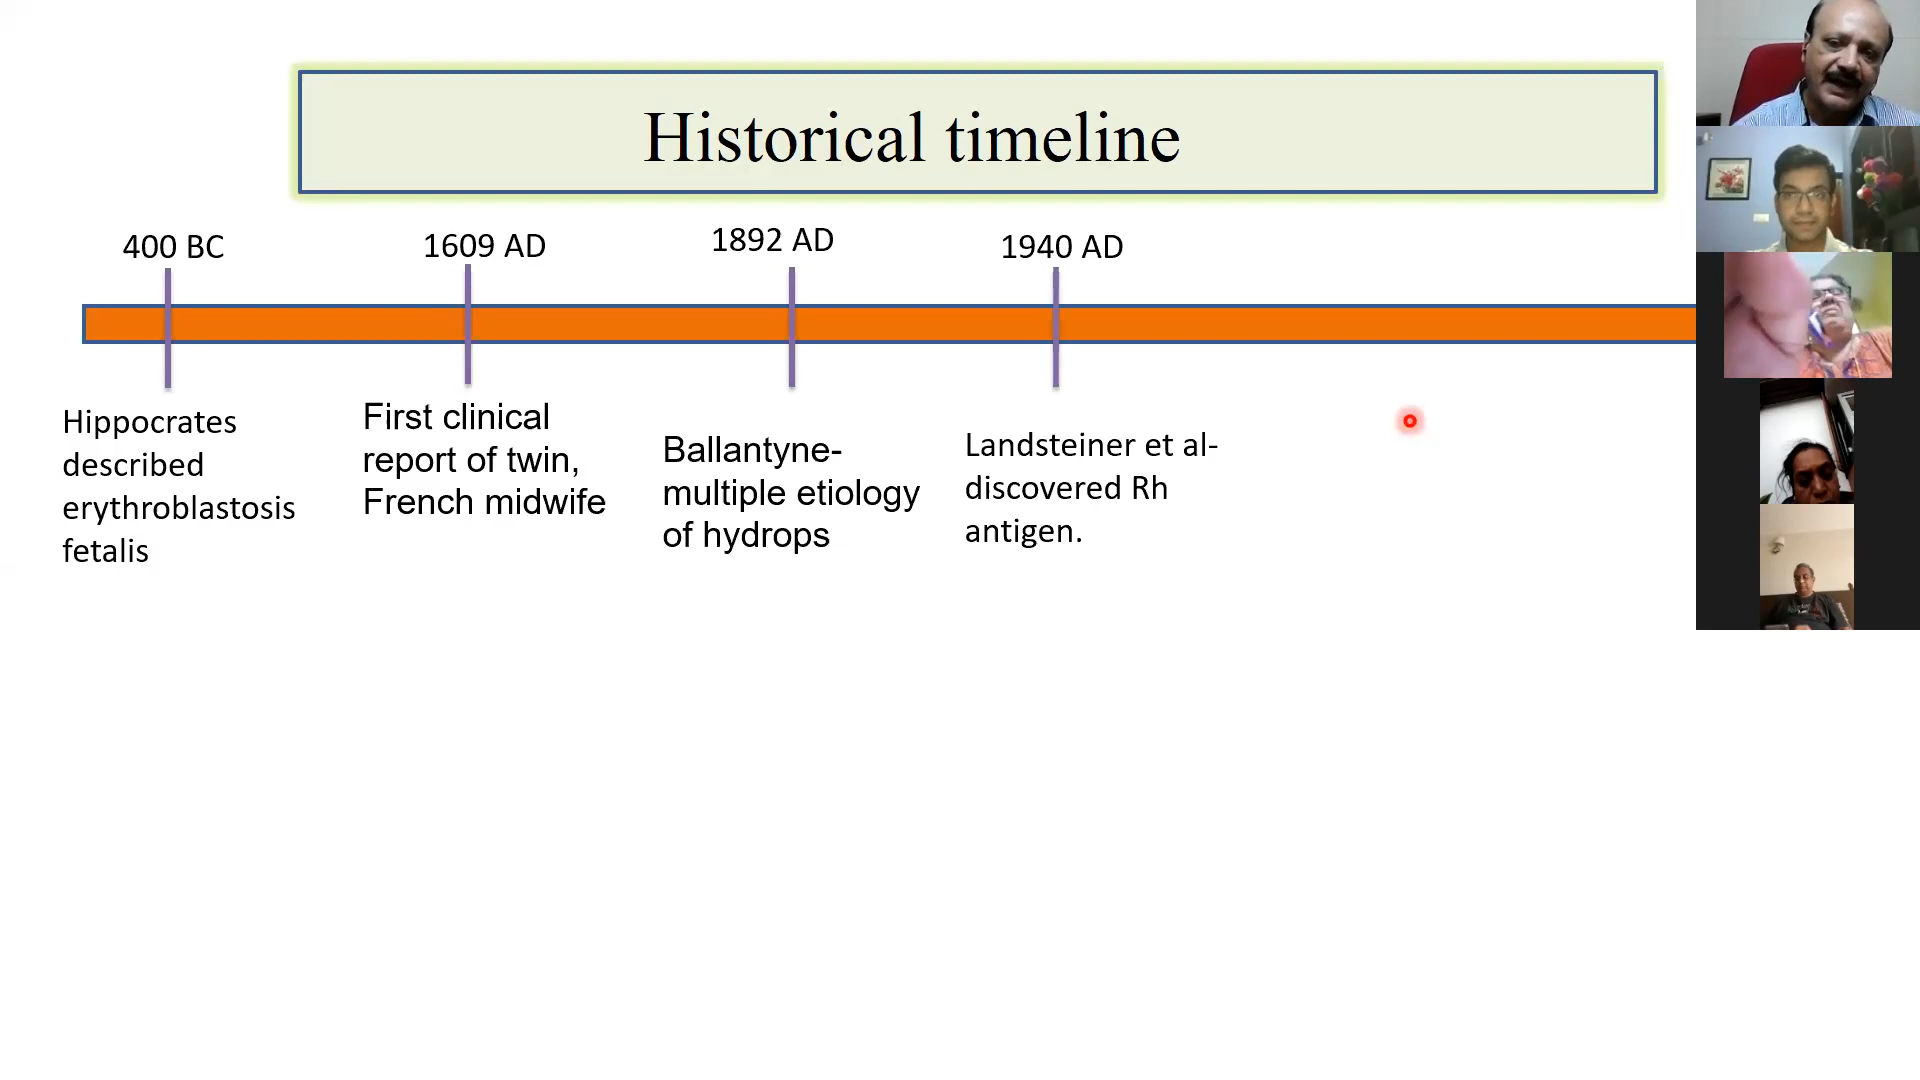 Historical timeline
400 BC
1609 AD
1892 AD
1940 AD
Hippocrates
described
erythroblastosis
fetalis
First clinical
report of twin,
French midwife
Ballantyne-
multiple etiology
of hydrops
Landsteiner et al-
discovered Rh
antigen.